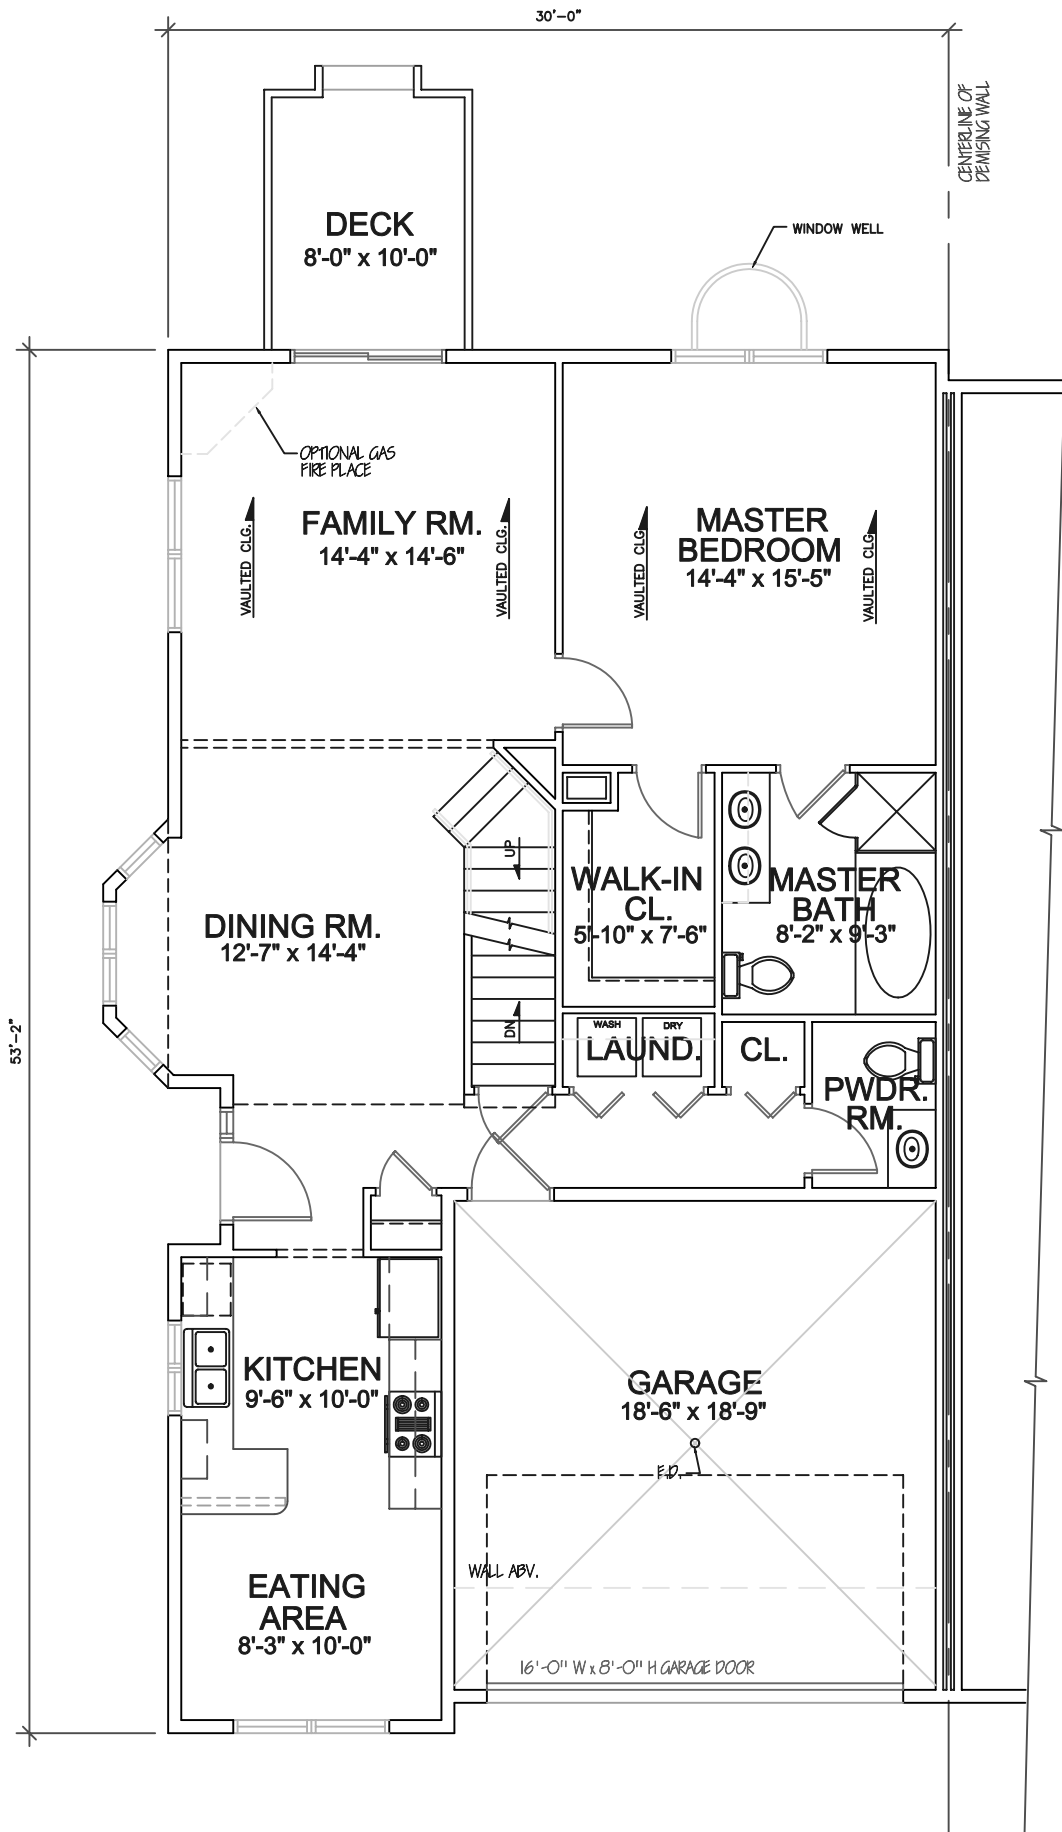 30'-0"
CENTERLINE OF
DEMISING WALL
DECK
8'-0" x 10'-0"
WINDOW WELL
OPTIONAL GAS
FIRE PLACE
VAULTED CLG.
FAMILY RM.
14'-4" x 14'-6"
VAULTED CLG.
VAULTED CLG.
MASTER
BEDROOM
14'-4" x 15'-5"
VAULTED CLG.
UP
WALK-IN
CL.
5'-10" x 7'-6"
MASTER
BATH
8'-2" x 9'-3"
DINING RM.
12'-7" x 14'-4"
DN
53'-2"
WASH
DRY
LAUND.
CL.
PWDR.
RM.
KITCHEN
9'-6" x 10'-0"
GARAGE
18'-6" x 18'-9"
F.D.
WALL ABV.
EATING
AREA
8'-3" x 10'-0"
16'-0" W x 8'-0" H GARAGE DOOR